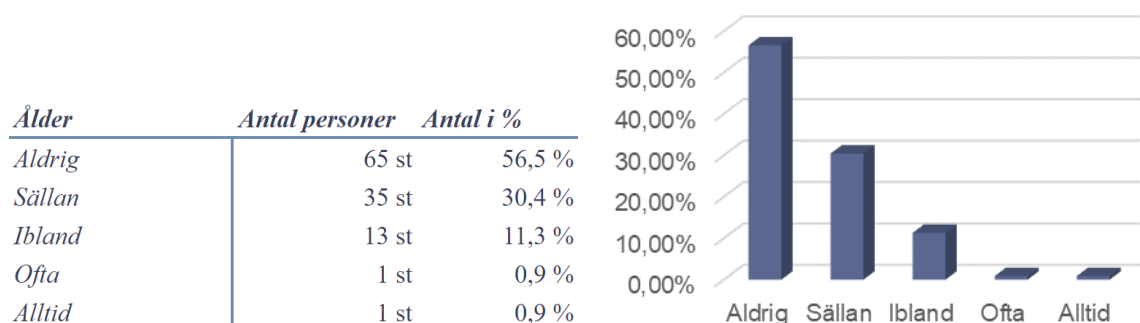 Ålder Antal personer Antal i %
Aldrig 65 st 56,5 %
Sällan 35 st 30,4 %
Ibland 13 st 11,3 %
Ofta 1 st 0,9 %
Alltid 1 st 0,9 %
60,00%
50,00%
40,00%
30,00%
20,00%
10,00%
0,00%
Aldrig Sällan Ibland Ofta Alltid